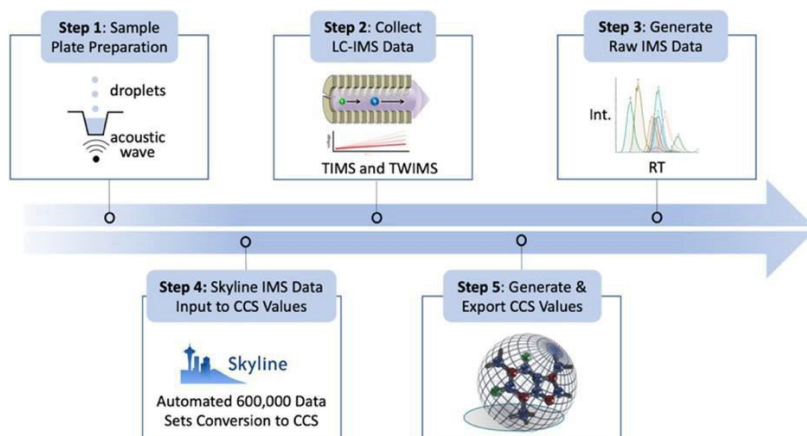 Step 1: Sample
Plate Preparation
droplets
acoustic
wave
Step 2: Collect
LC-IMS Data
TIMS and TWIMS
Step 3: Generate
Raw IMS Data
Int.
RT
Step 4: Skyline IMS Data
Input to CCS Values
Skyline
Automated 600,000 Data
Sets Conversion to CCS
Step 5: Generate &
Export CCS Values